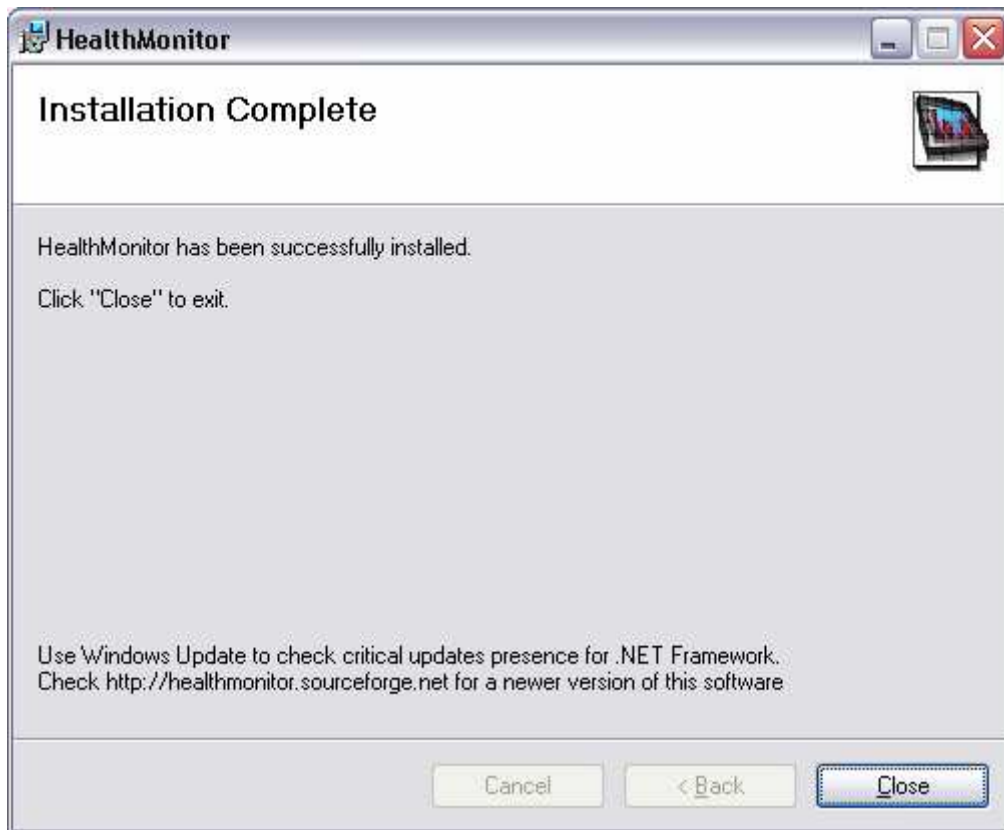 HealthMonitor
Installation Complete
HealthMonitor has been successfully installed.
Click "Close" to exit.
Use Windows Update to check critical updates presence for .NET Framework.
Check http://healthmonitor.sourceforge.net for a newer version of this software
Cancel
< Back
Close